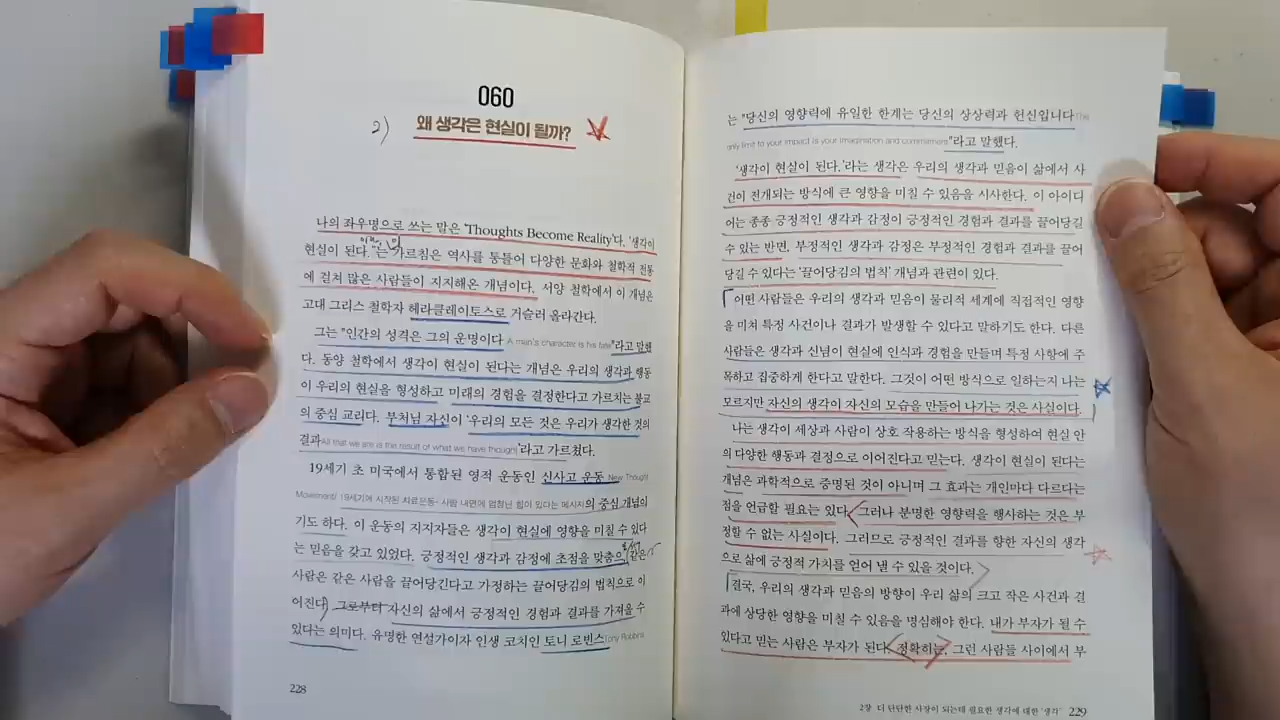 060
2) 왜 생각은 현실이 될까?
나의 좌우명으로 쓰는 말은 'Thoughts Become Reality'다. '생각이
현실이 된다.'는 가르침은 역사를 통틀어 다양한 문화와 철학적 전통
에 걸쳐 많은 사람들이 지지해온 개념이다. 서양 철학에서 이 개념은
고대 그리스 철학자 헤라클레이토스로 거슬러 올라간다.
그는 "인간의 성격은 그의 운명이다 A man's character is his fate"라고 말했
다. 동양 철학에서 생각이 현실이 된다는 개념은 우리의 생각과 행동
이 우리의 현실을 형성하고 미래의 경험을 결정한다고 가르치는 불교
의 중심 교리다. 부처님 자신이 '우리의 모든 것은 우리가 생각한 것의
결과All that we are is the result of what we have thought'라고 가르쳤다.
19세기 초 미국에서 통합된 영적 운동인 신사고 운동 New Thought
Movement/ 19세기에 시작된 치료운동- 사람 내면에 엄청난 힘이 있다는 메시지의 중심 개념이
기도 하다. 이 운동의 지지자들은 생각이 현실에 영향을 미칠 수 있다
는 믿음을 갖고 있었다. 긍정적인 생각과 감정에 초점을 맞춤으 같은
사람은 같은 사람을 끌어당긴다고 가정하는 끌어당김의 법칙으로 이
어진다) 그로부터 자신의 삶에서 긍정적인 경험과 결과를 가져올 수
있다는 의미다. 유명한 연설가이자 인생 코치인 토니 로빈스Tony Robbins
228
는 "당신의 영향력에 유일한 한계는 당신의 상상력과 헌신입니다The
only limit to your impact is your imagination and commitment"라고 말했다.
'생각이 현실이 된다.'라는 생각은 우리의 생각과 믿음이 삶에서 사
건이 전개되는 방식에 큰 영향을 미칠 수 있음을 시사한다. 이 아이디
어는 종종 긍정적인 생각과 감정이 긍정적인 경험과 결과를 끌어당길
수 있는 반면, 부정적인 생각과 감정은 부정적인 경험과 결과를 끌어
당길 수 있다는 '끌어당김의 법칙' 개념과 관련이 있다.
어떤 사람들은 우리의 생각과 믿음이 물리적 세계에 직접적인 영향
을 미쳐 특정 사건이나 결과가 발생할 수 있다고 말하기도 한다. 다른
사람들은 생각과 신념이 현실에 인식과 경험을 만들며 특정 사항에 주
목하고 집중하게 한다고 말한다. 그것이 어떤 방식으로 일하는지 나는
모르지만 자신의 생각이 자신의 모습을 만들어 나가는 것은 사실이다.
나는 생각이 세상과 사람이 상호 작용하는 방식을 형성하여 현실 안
의 다양한 행동과 결정으로 이어진다고 믿는다. 생각이 현실이 된다는
개념은 과학적으로 증명된 것이 아니며 그 효과는 개인마다 다르다는
점을 언급할 필요는 있다. 그러나 분명한 영향력을 행사하는 것은 부
정할 수 없는 사실이다. 그러므로 긍정적인 결과를 향한 자신의 생각
으로 삶에 긍정적 가치를 얻어 낼 수 있을 것이다.
결국, 우리의 생각과 믿음의 방향이 우리 삶의 크고 작은 사건과 결
과에 상당한 영향을 미칠 수 있음을 명심해야 한다. 내가 부자가 될 수
있다고 믿는 사람은 부자가 된다. 정확히는, 그런 사람들 사이에서 부
2장 더 단단한 사장이 되는데 필요한 생각에 대한 '생각' 229